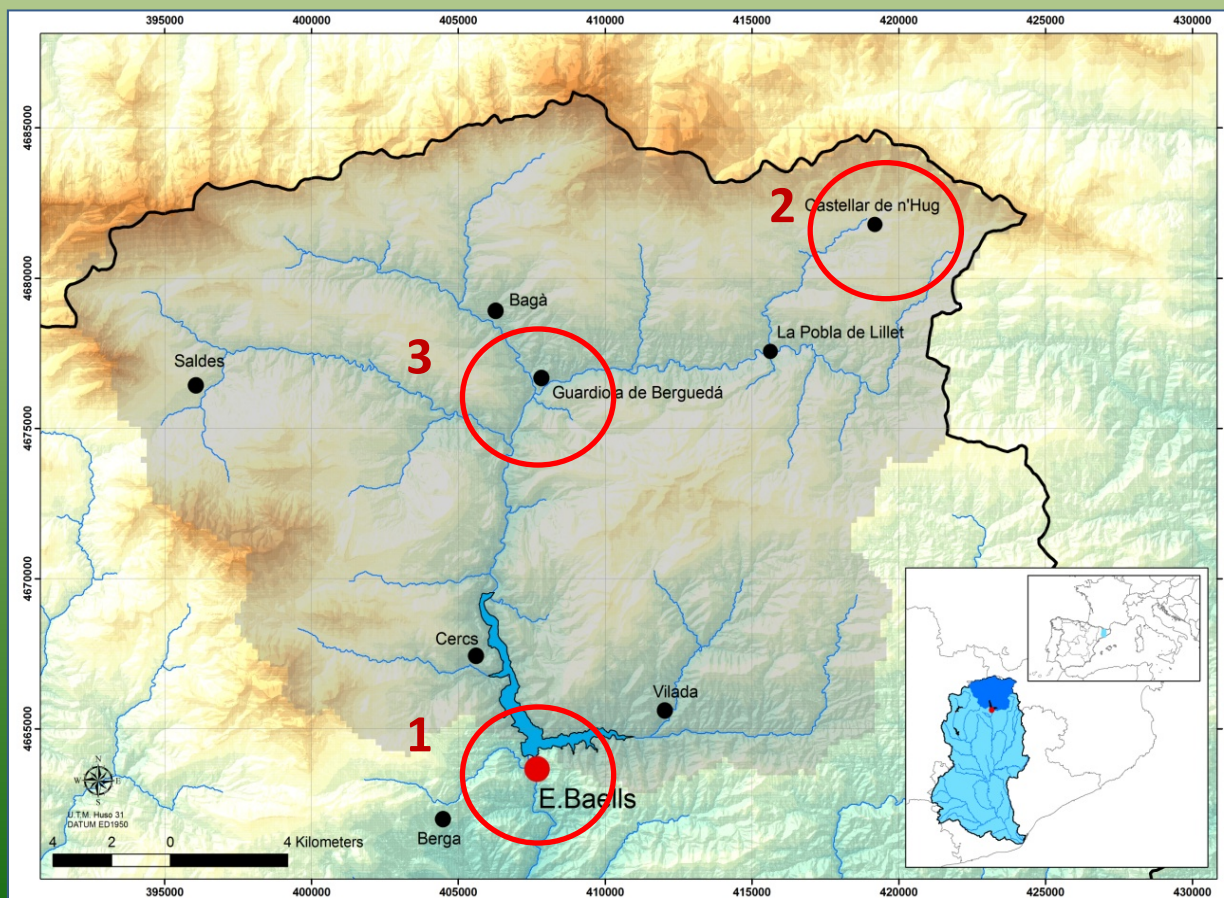 395000 400000 405000 410000 415000 420000 425000 430000
4685000
2
Castellar de n'Hug
4680000
Bagà
La Pobla de Lillet
3
Saldes
Guardiola de Berguedá
4675000
4670000
Cercs
Vilada
4665000
1
E.Baells
N
W E
S
U.T.M. Huso 31
DATUM ED1950
Berga
4 2 0 4 Kilometers
395000 400000 405000 410000 415000 420000 425000 430000